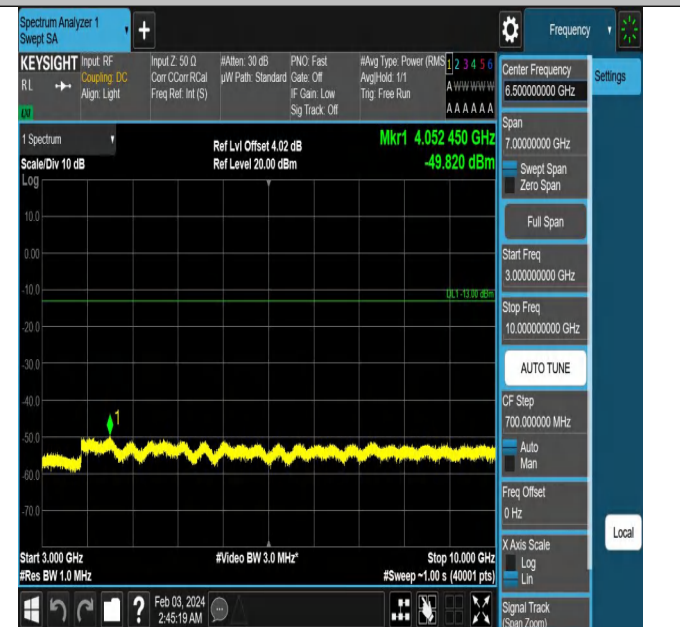 Spectrum Analyzer 1
Swept SA
Frequency
KEYSIGHT
RL
Input: RF
Coupling: DC
Align: Light
Input Z: 50 Ω
Corr CCorr RCal
Freq Ref: Int (S)
#Atten: 30 dB
µW Path: Standard
PNO: Fast
Gate: Off
IF Gain: Low
Sig Track: Off
#Avg Type: Power (RMS
Avg|Hold: 1/1
Trig: Free Run
1 2 3 4 5 6
A W W W W W
A A A A A A
1 Spectrum
Scale/Div 10 dB
Log
Ref Lvl Offset 4.02 dB
Ref Level 20.00 dBm
Mkr1 4.052 450 GHz
-49.820 dBm
10.0
0.00
-10.0
DL1 -13.00 dBm
-20.0
-30.0
-40.0
1
-50.0
-60.0
-70.0
Start 3.000 GHz
#Res BW 1.0 MHz
#Video BW 3.0 MHz*
Stop 10.000 GHz
#Sweep ~1.00 s (40001 pts)
Feb 03, 2024
2:45:19 AM
Center Frequency
6.500000000 GHz
Settings
Span
7.00000000 GHz
Swept Span
Zero Span
Full Span
Start Freq
3.000000000 GHz
Stop Freq
10.000000000 GHz
AUTO TUNE
CF Step
700.000000 MHz
Auto
Man
Freq Offset
0 Hz
X Axis Scale
Log
Lin
Local
Signal Track
(Span Zoom)